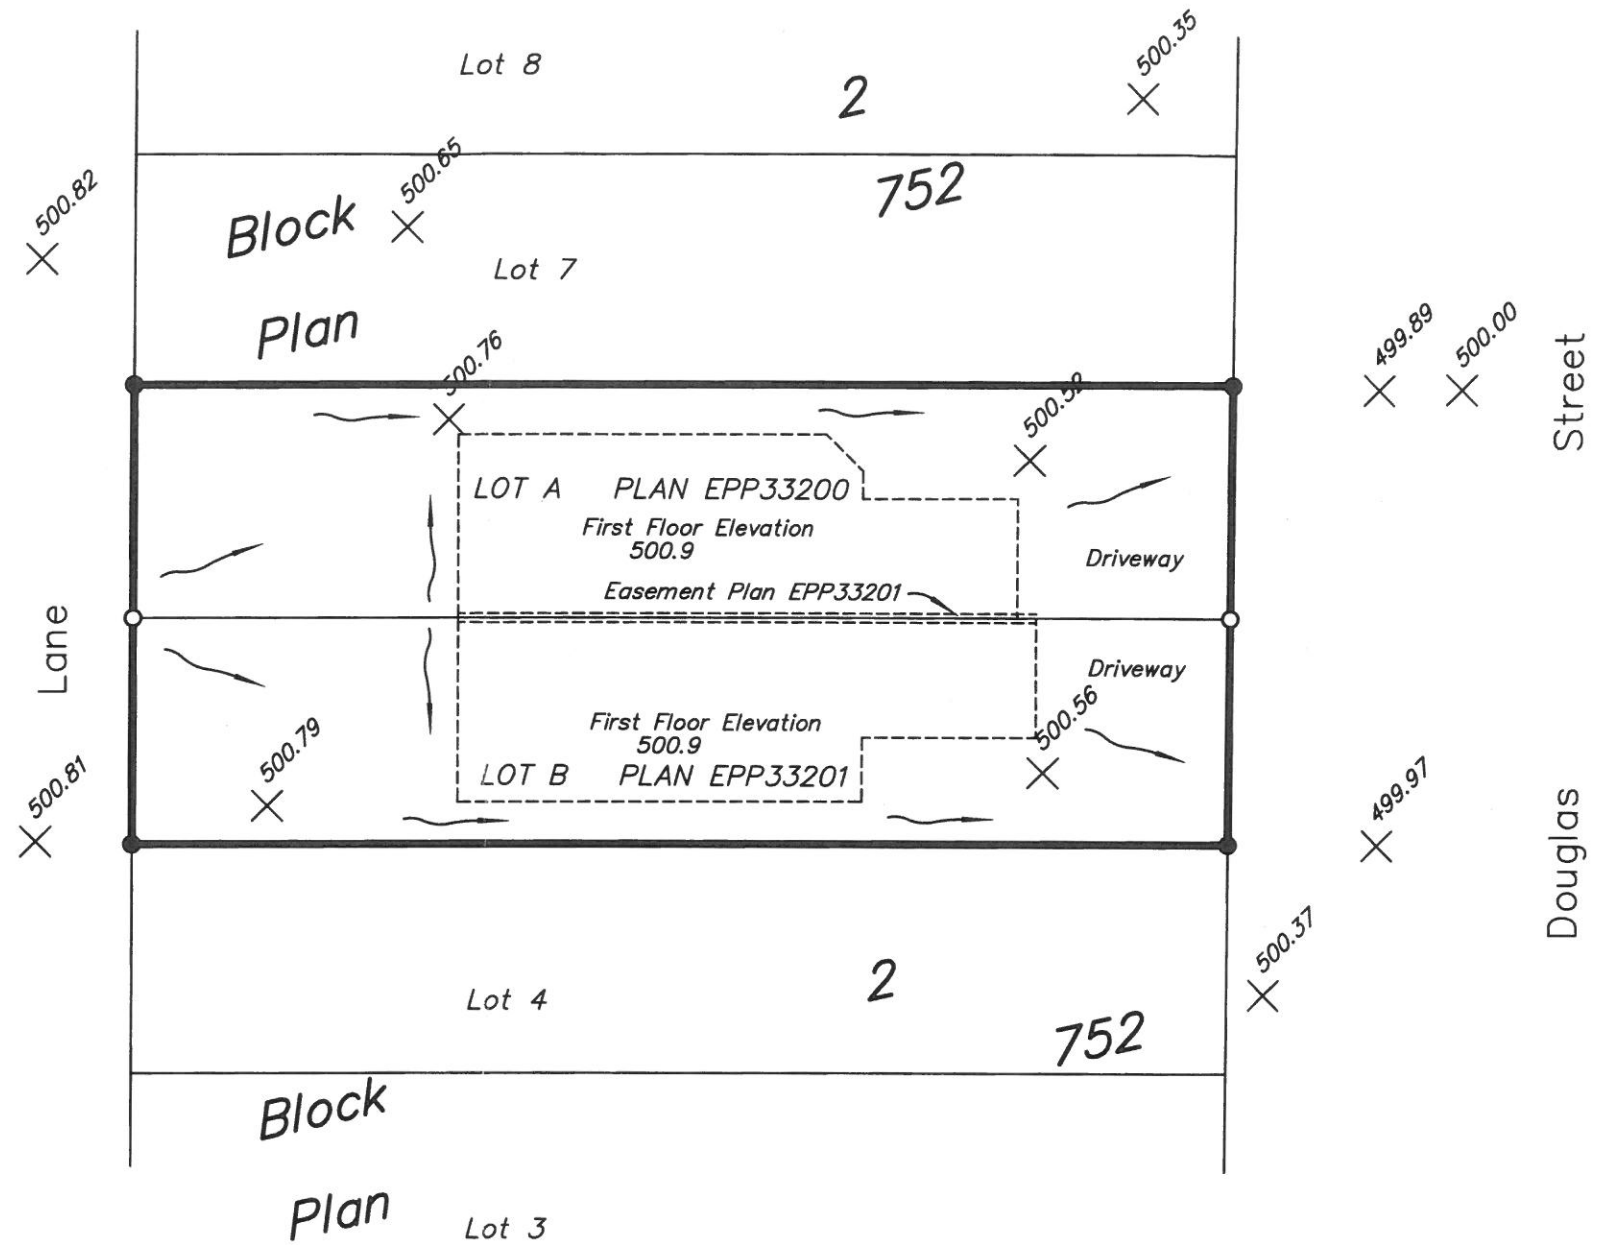 Lot 8
2
500.35
500.82
500.65
Block
752
Lot 7
Plan
500.76
499.89
500.00
Street
500.52
LOT A PLAN EPP33200
First Floor Elevation
500.9
Driveway
Easement Plan EPP33201
Lane
Driveway
First Floor Elevation
500.9
500.56
LOT B PLAN EPP33201
500.79
500.81
499.97
Douglas
500.37
Lot 4
2
752
Block
Plan
Lot 3